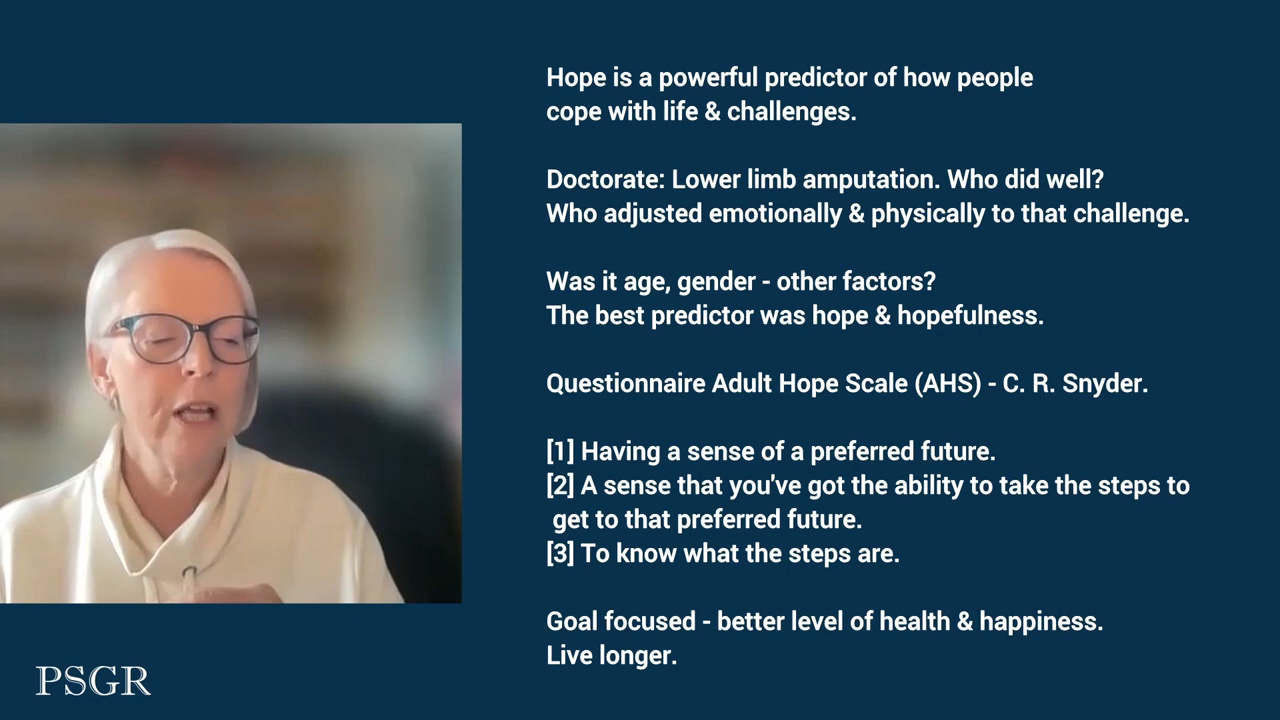 Hope is a powerful predictor of how people
cope with life & challenges.
Doctorate: Lower limb amputation. Who did well?
Who adjusted emotionally & physically to that challenge.
Was it age, gender - other factors?
The best predictor was hope & hopefulness.
Questionnaire Adult Hope Scale (AHS) - C. R. Snyder.
[1] Having a sense of a preferred future.
[2] A sense that you've got the ability to take the steps to
get to that preferred future.
[3] To know what the steps are.
Goal focused - better level of health & happiness.
Live longer.
PSGR